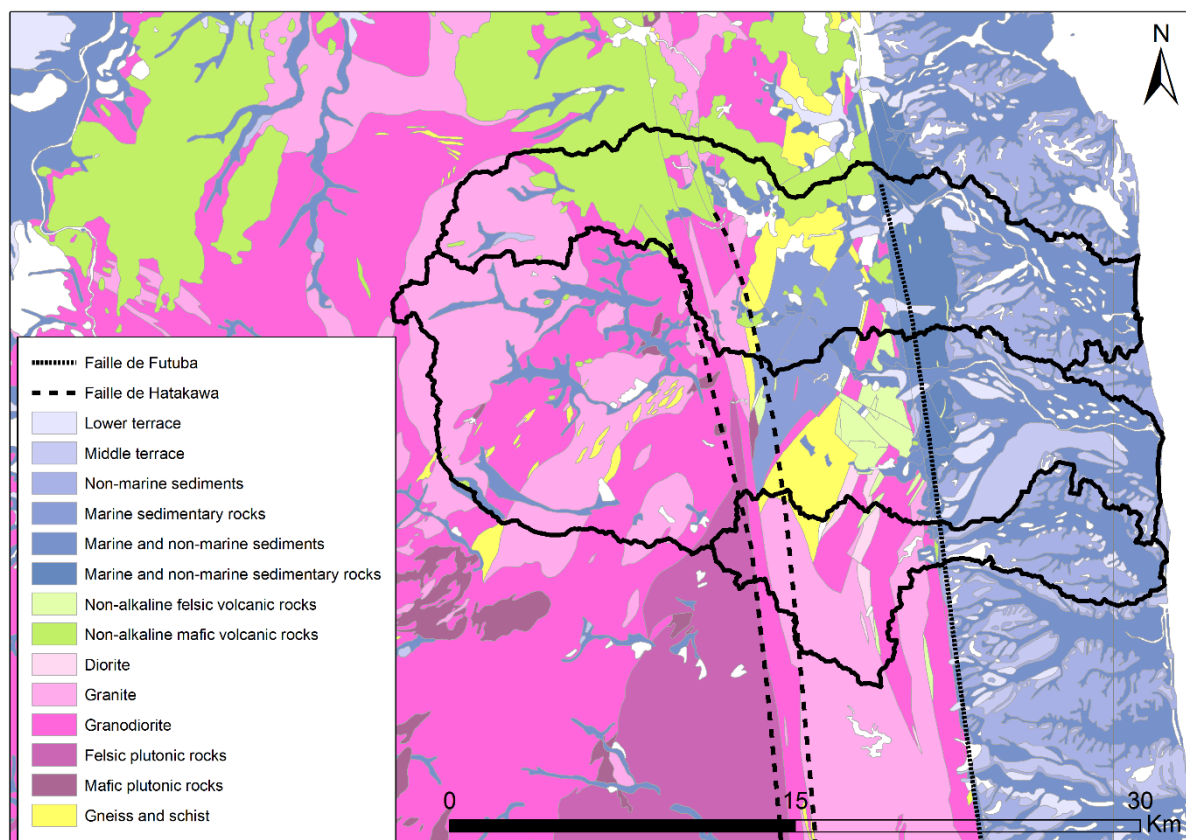 N
Faille de Futuba
Faille de Hatakawa
Lower terrace
Middle terrace
Non-marine sediments
Marine sedimentary rocks
Marine and non-marine sediments
Marine and non-marine sedimentary rocks
Non-alkaline felsic volcanic rocks
Non-alkaline mafic volcanic rocks
Diorite
Granite
Granodiorite
Felsic plutonic rocks
Mafic plutonic rocks
Gneiss and schist
0 15 30
Km